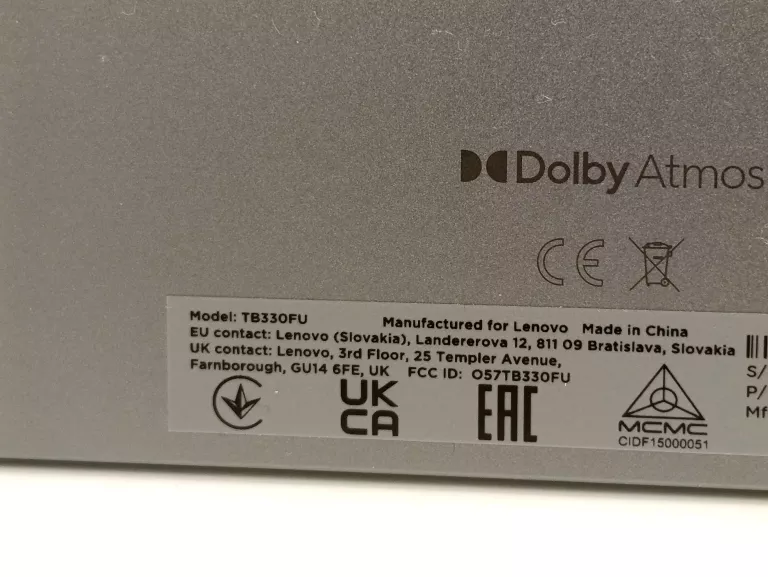 Dolby Atmos
CE
Model: TB330FU Manufactured for Lenovo Made in China
EU contact: Lenovo (Slovakia), Landererova 12, 811 09 Bratislava, Slovakia
UK contact: Lenovo, 3rd Floor, 25 Templer Avenue,
Farnborough, GU14 6FE, UK FCC ID: O57TB330FU
S/
P/
Mf
UK
CA
EAC
MCMC
CIDF15000051